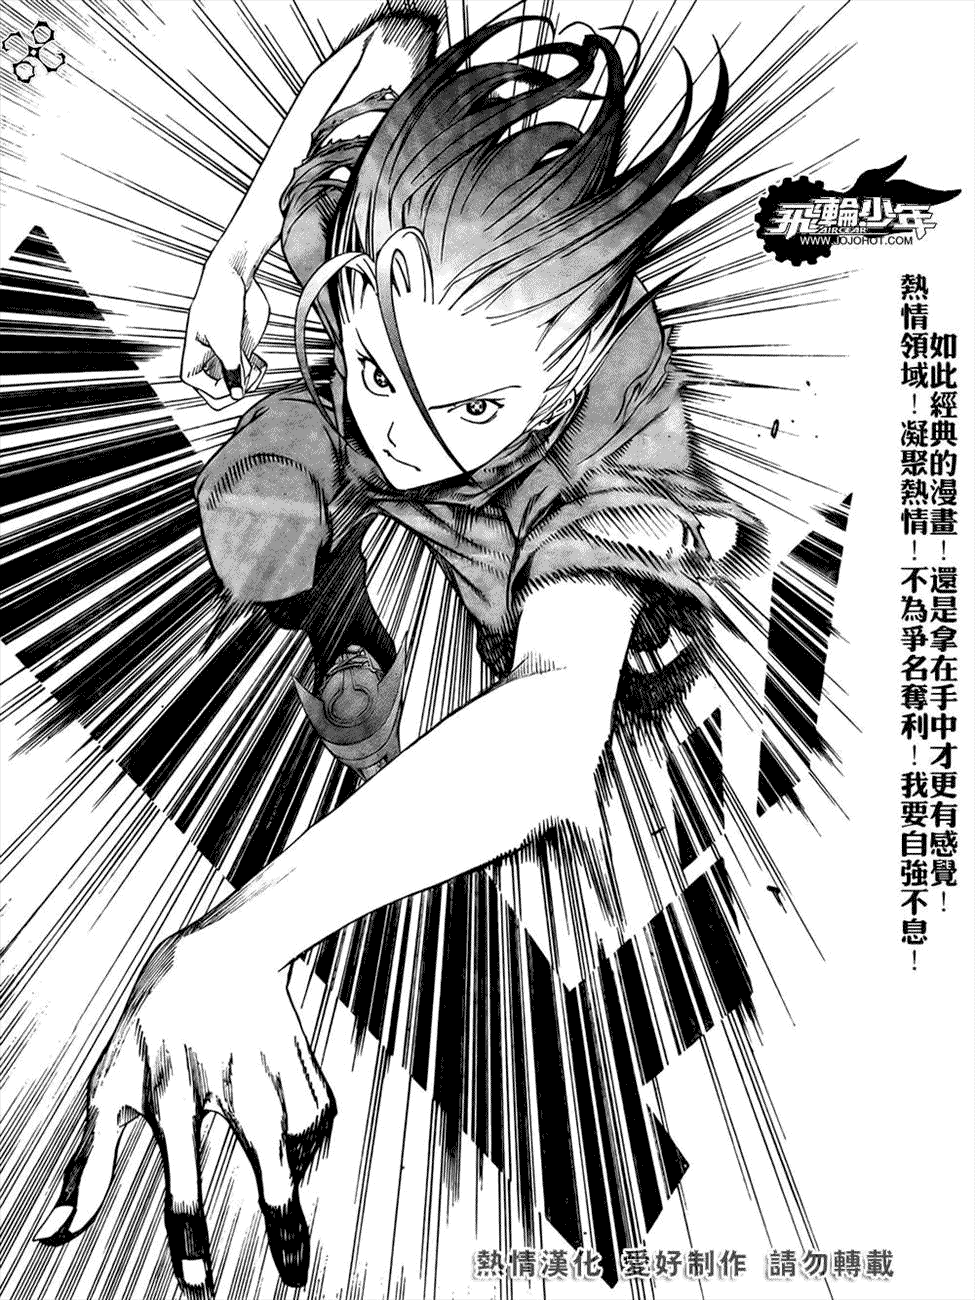 飛輪少年
AIRGEAR
WWW.JOJOHOT.COM
如此經典的漫畫！還是拿在手中才更有感覺！
熱情領域！凝聚熱情！不為爭名奪利！我要自強不息！
熱情漢化 愛好制作 請勿轉載